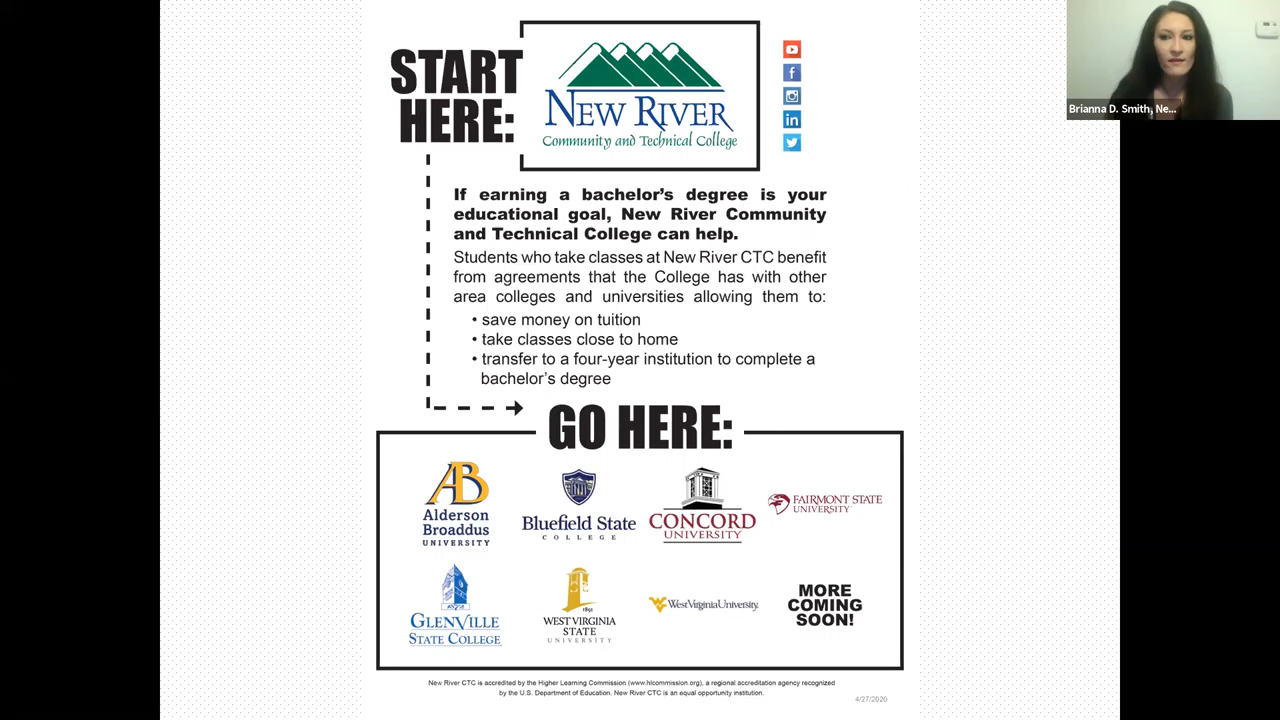 START
HERE:
NEW RIVER
Community and Technical College
Brianna D. Smith, Ne...
If earning a bachelor's degree is your
educational goal, New River Community
and Technical College can help.
Students who take classes at New River CTC benefit
from agreements that the College has with other
area colleges and universities allowing them to:
• save money on tuition
• take classes close to home
• transfer to a four-year institution to complete a
bachelor's degree
GO HERE:
AB
Alderson
Broaddus
UNIVERSITY
Bluefield State
COLLEGE
CONCORD
UNIVERSITY
FAIRMONT STATE
UNIVERSITY
GLENVILLE
STATE COLLEGE
1891
WEST VIRGINIA
STATE
UNIVERSITY
WestVirginiaUniversity.
MORE
COMING
SOON!
New River CTC is accredited by the Higher Learning Commission (www.hlcommission.org), a regional accreditation agency recognized
by the U.S. Department of Education. New River CTC is an equal opportunity institution.
4/27/2020